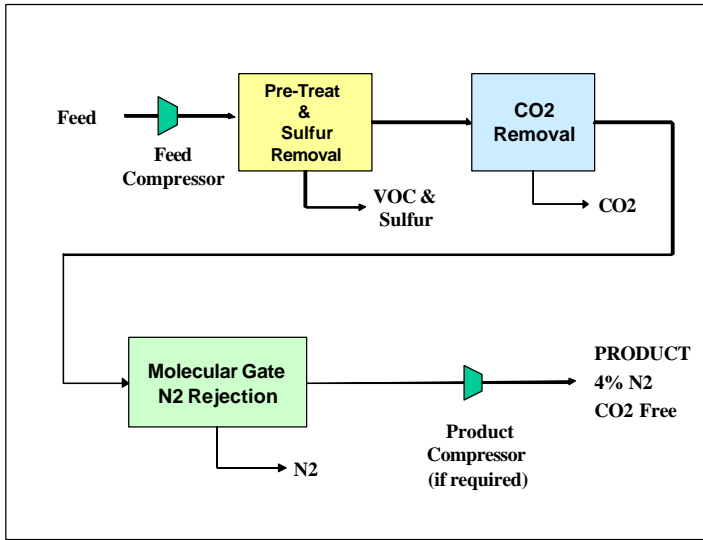 Feed
Feed
Compressor
Pre-Treat
&
Sulfur
Removal
VOC &
Sulfur
CO2
Removal
CO2
Molecular Gate
N2 Rejection
N2
Product
Compressor
(if required)
PRODUCT
4% N2
CO2 Free